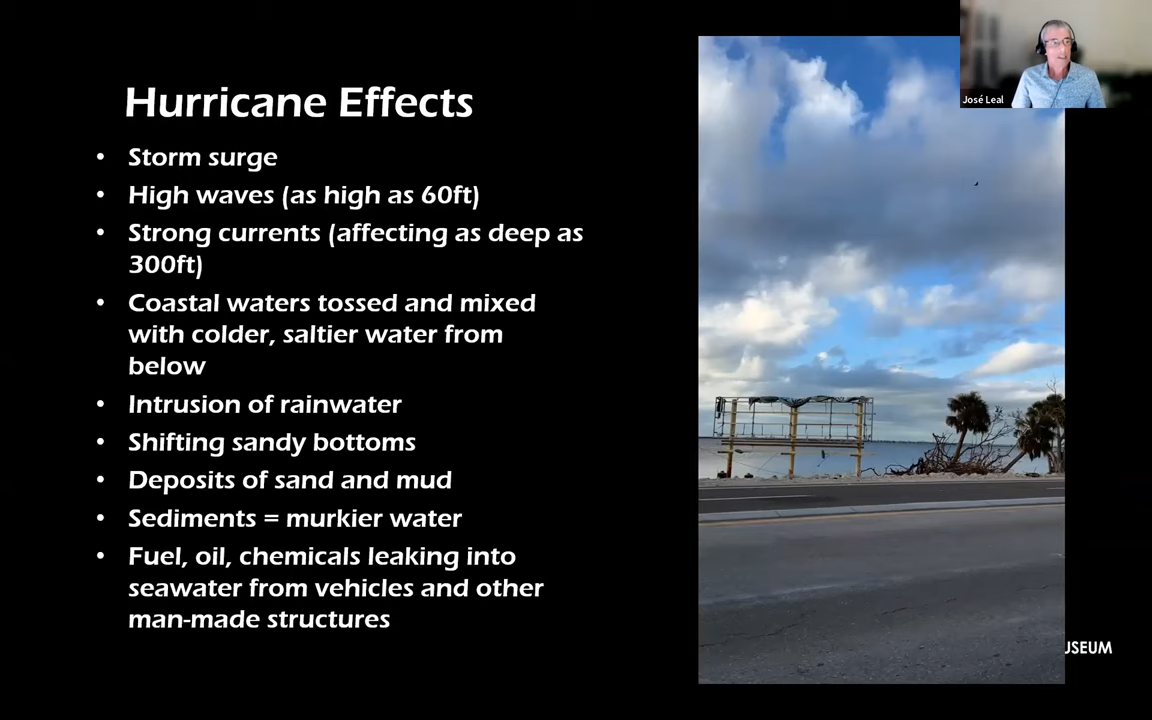 José Leal
Hurricane Effects
• Storm surge
• High waves (as high as 60ft)
• Strong currents (affecting as deep as
300ft)
• Coastal waters tossed and mixed
with colder, saltier water from
below
• Intrusion of rainwater
• Shifting sandy bottoms
• Deposits of sand and mud
• Sediments = murkier water
• Fuel, oil, chemicals leaking into
seawater from vehicles and other
man-made structures
USEUM